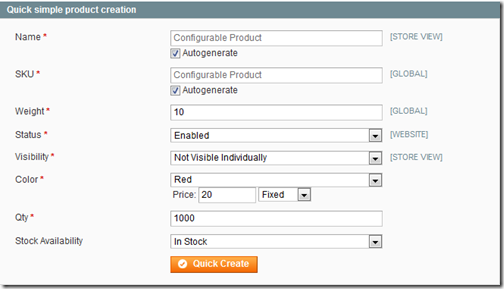 Quick simple product creation
Name * Configurable Product [STORE VIEW]
Autogenerate
SKU * Configurable Product [GLOBAL]
Autogenerate
Weight * 10 [GLOBAL]
Status * Enabled [WEBSITE]
Visibility * Not Visible Individually [STORE VIEW]
Color * Red
Price: 20 Fixed
Qty * 1000
Stock Availability In Stock
Quick Create